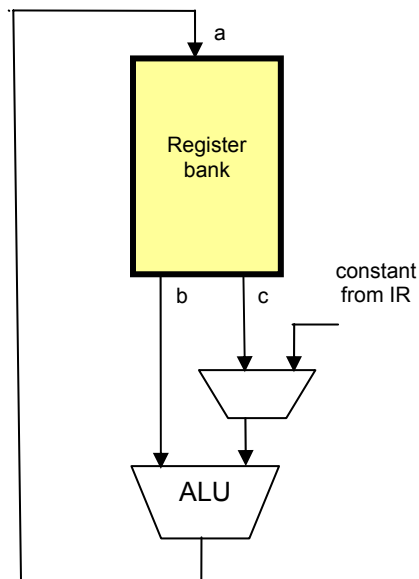 a
Register
bank
constant
from IR
b
c
ALU